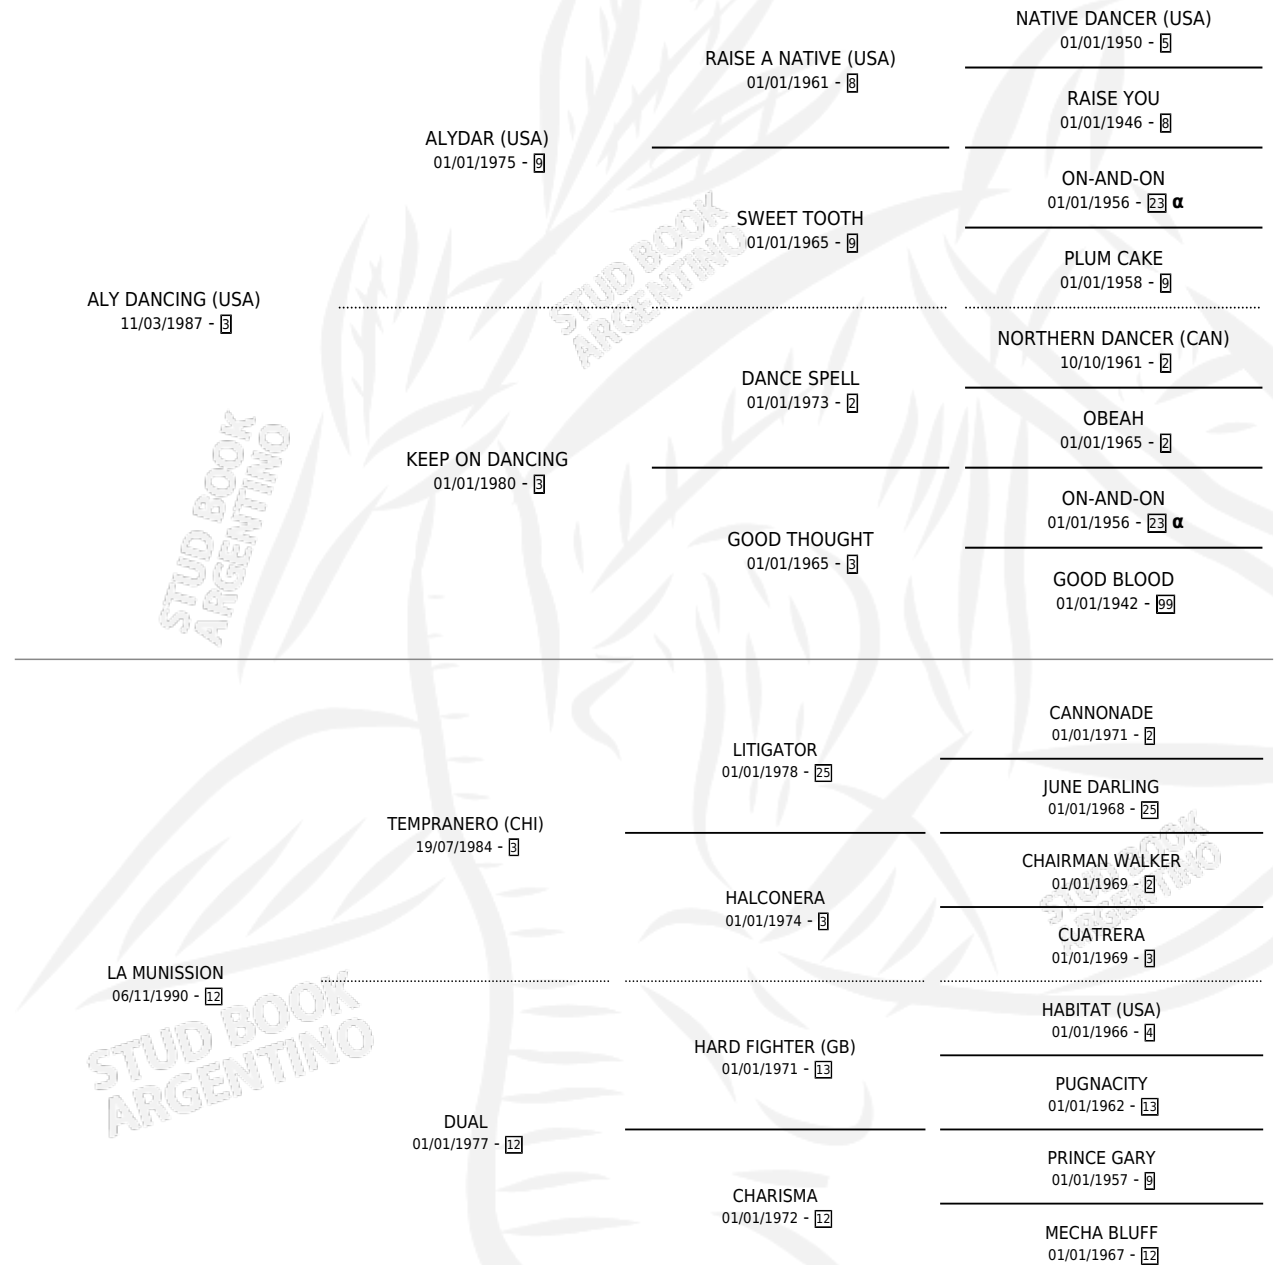 NATIVE DANCER (USA)
01/01/1950 - 5
RAISE A NATIVE (USA)
01/01/1961 - 8
RAISE YOU
01/01/1946 - 8
ALYDAR (USA)
01/01/1975 - 9
ON-AND-ON
01/01/1956 - 23 α
SWEET TOOTH
01/01/1965 - 9
PLUM CAKE
01/01/1958 - 9
ALY DANCING (USA)
11/03/1987 - 3
NORTHERN DANCER (CAN)
10/10/1961 - 2
DANCE SPELL
01/01/1973 - 2
OBEAH
01/01/1965 - 2
KEEP ON DANCING
01/01/1980 - 3
ON-AND-ON
01/01/1956 - 23 α
GOOD THOUGHT
01/01/1965 - 3
GOOD BLOOD
01/01/1942 - 99
CANNONADE
01/01/1971 - 2
LITIGATOR
01/01/1978 - 25
JUNE DARLING
01/01/1968 - 25
TEMPRANERO (CHI)
19/07/1984 - 3
CHAIRMAN WALKER
01/01/1969 - 2
HALCONERA
01/01/1974 - 3
CUATRERA
01/01/1969 - 3
LA MUNISSION
06/11/1990 - 12
HABITAT (USA)
01/01/1966 - 4
HARD FIGHTER (GB)
01/01/1971 - 13
PUGNACITY
01/01/1962 - 13
DUAL
01/01/1977 - 12
PRINCE GARY
01/01/1957 - 9
CHARISMA
01/01/1972 - 12
MECHA BLUFF
01/01/1967 - 12
STUD BOOK
ARGENTINO
STUD BOOK
ARGENTINO
STUD BOOK
ARGENTINO
STUD BOOK
ARGENTINO